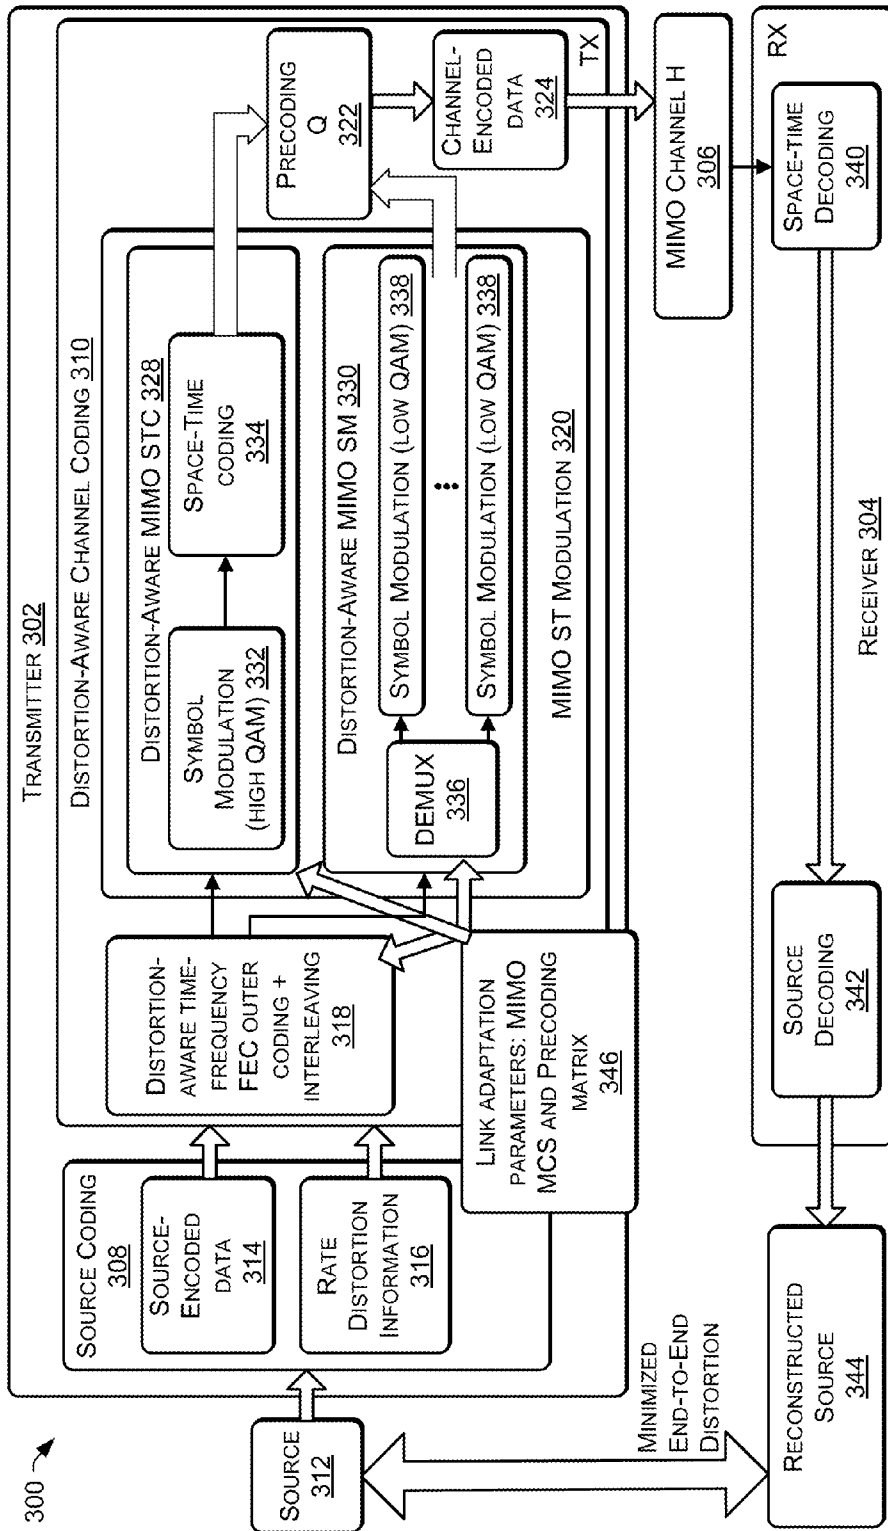 300
TRANSMITTER 302
SOURCE
312
SOURCE CODING
308
SOURCE-
ENCODED
DATA
314
RATE
DISTORTION
INFORMATION
316
DISTORTION-AWARE CHANNEL CODING 310
DISTORTION-
AWARE TIME-
FREQUENCY
FEC OUTER
CODING +
INTERLEAVING
318
LINK ADAPTATION
PARAMETERS: MIMO
MCS AND PRECODING
MATRIX
346
DISTORTION-AWARE MIMO STC 328
SYMBOL
MODULATION
(HIGH QAM) 332
SPACE-TIME
CODING
334
DISTORTION-AWARE MIMO SM 330
DEMUX
336
SYMBOL MODULATION (LOW QAM) 338
SYMBOL MODULATION (LOW QAM) 338
MIMO ST MODULATION 320
PRECODING
Q
322
CHANNEL-
ENCODED
DATA
324
TX
MIMO CHANNEL H
306
RX
SPACE-TIME
DECODING
340
RECEIVER 304
SOURCE
DECODING
342
RECONSTRUCTED
SOURCE
344
MINIMIZED
END-TO-END
DISTORTION